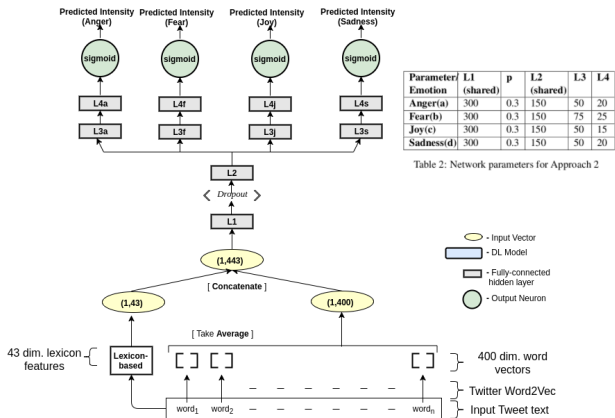 Predicted Intensity
(Anger)
Predicted Intensity
(Fear)
Predicted Intensity
(Joy)
Predicted Intensity
(Sadness)
sigmoid
sigmoid
sigmoid
sigmoid
L4a
L4f
L4j
L4s
L3a
L3f
L3j
L3s
L2
Dropout
L1
(1,443)
[ Concatenate ]
(1,43)
(1,400)
[ Take Average ]
43 dim. lexicon
features
Lexicon-
based
400 dim. word
vectors
Twitter Word2Vec
word1 word2 — — — — — wordn
Input Tweet text
Parameter/ L1 p L2 L3 L4
Emotion (shared) (shared)
Anger(a) 300 0.3 150 50 20
Fear(b) 300 0.3 150 75 25
Joy(c) 300 0.3 150 50 15
Sadness(d) 300 0.3 150 50 20
Table 2: Network parameters for Approach 2
- Input Vector
- DL Model
- Fully-connected
hidden layer
- Output Neuron